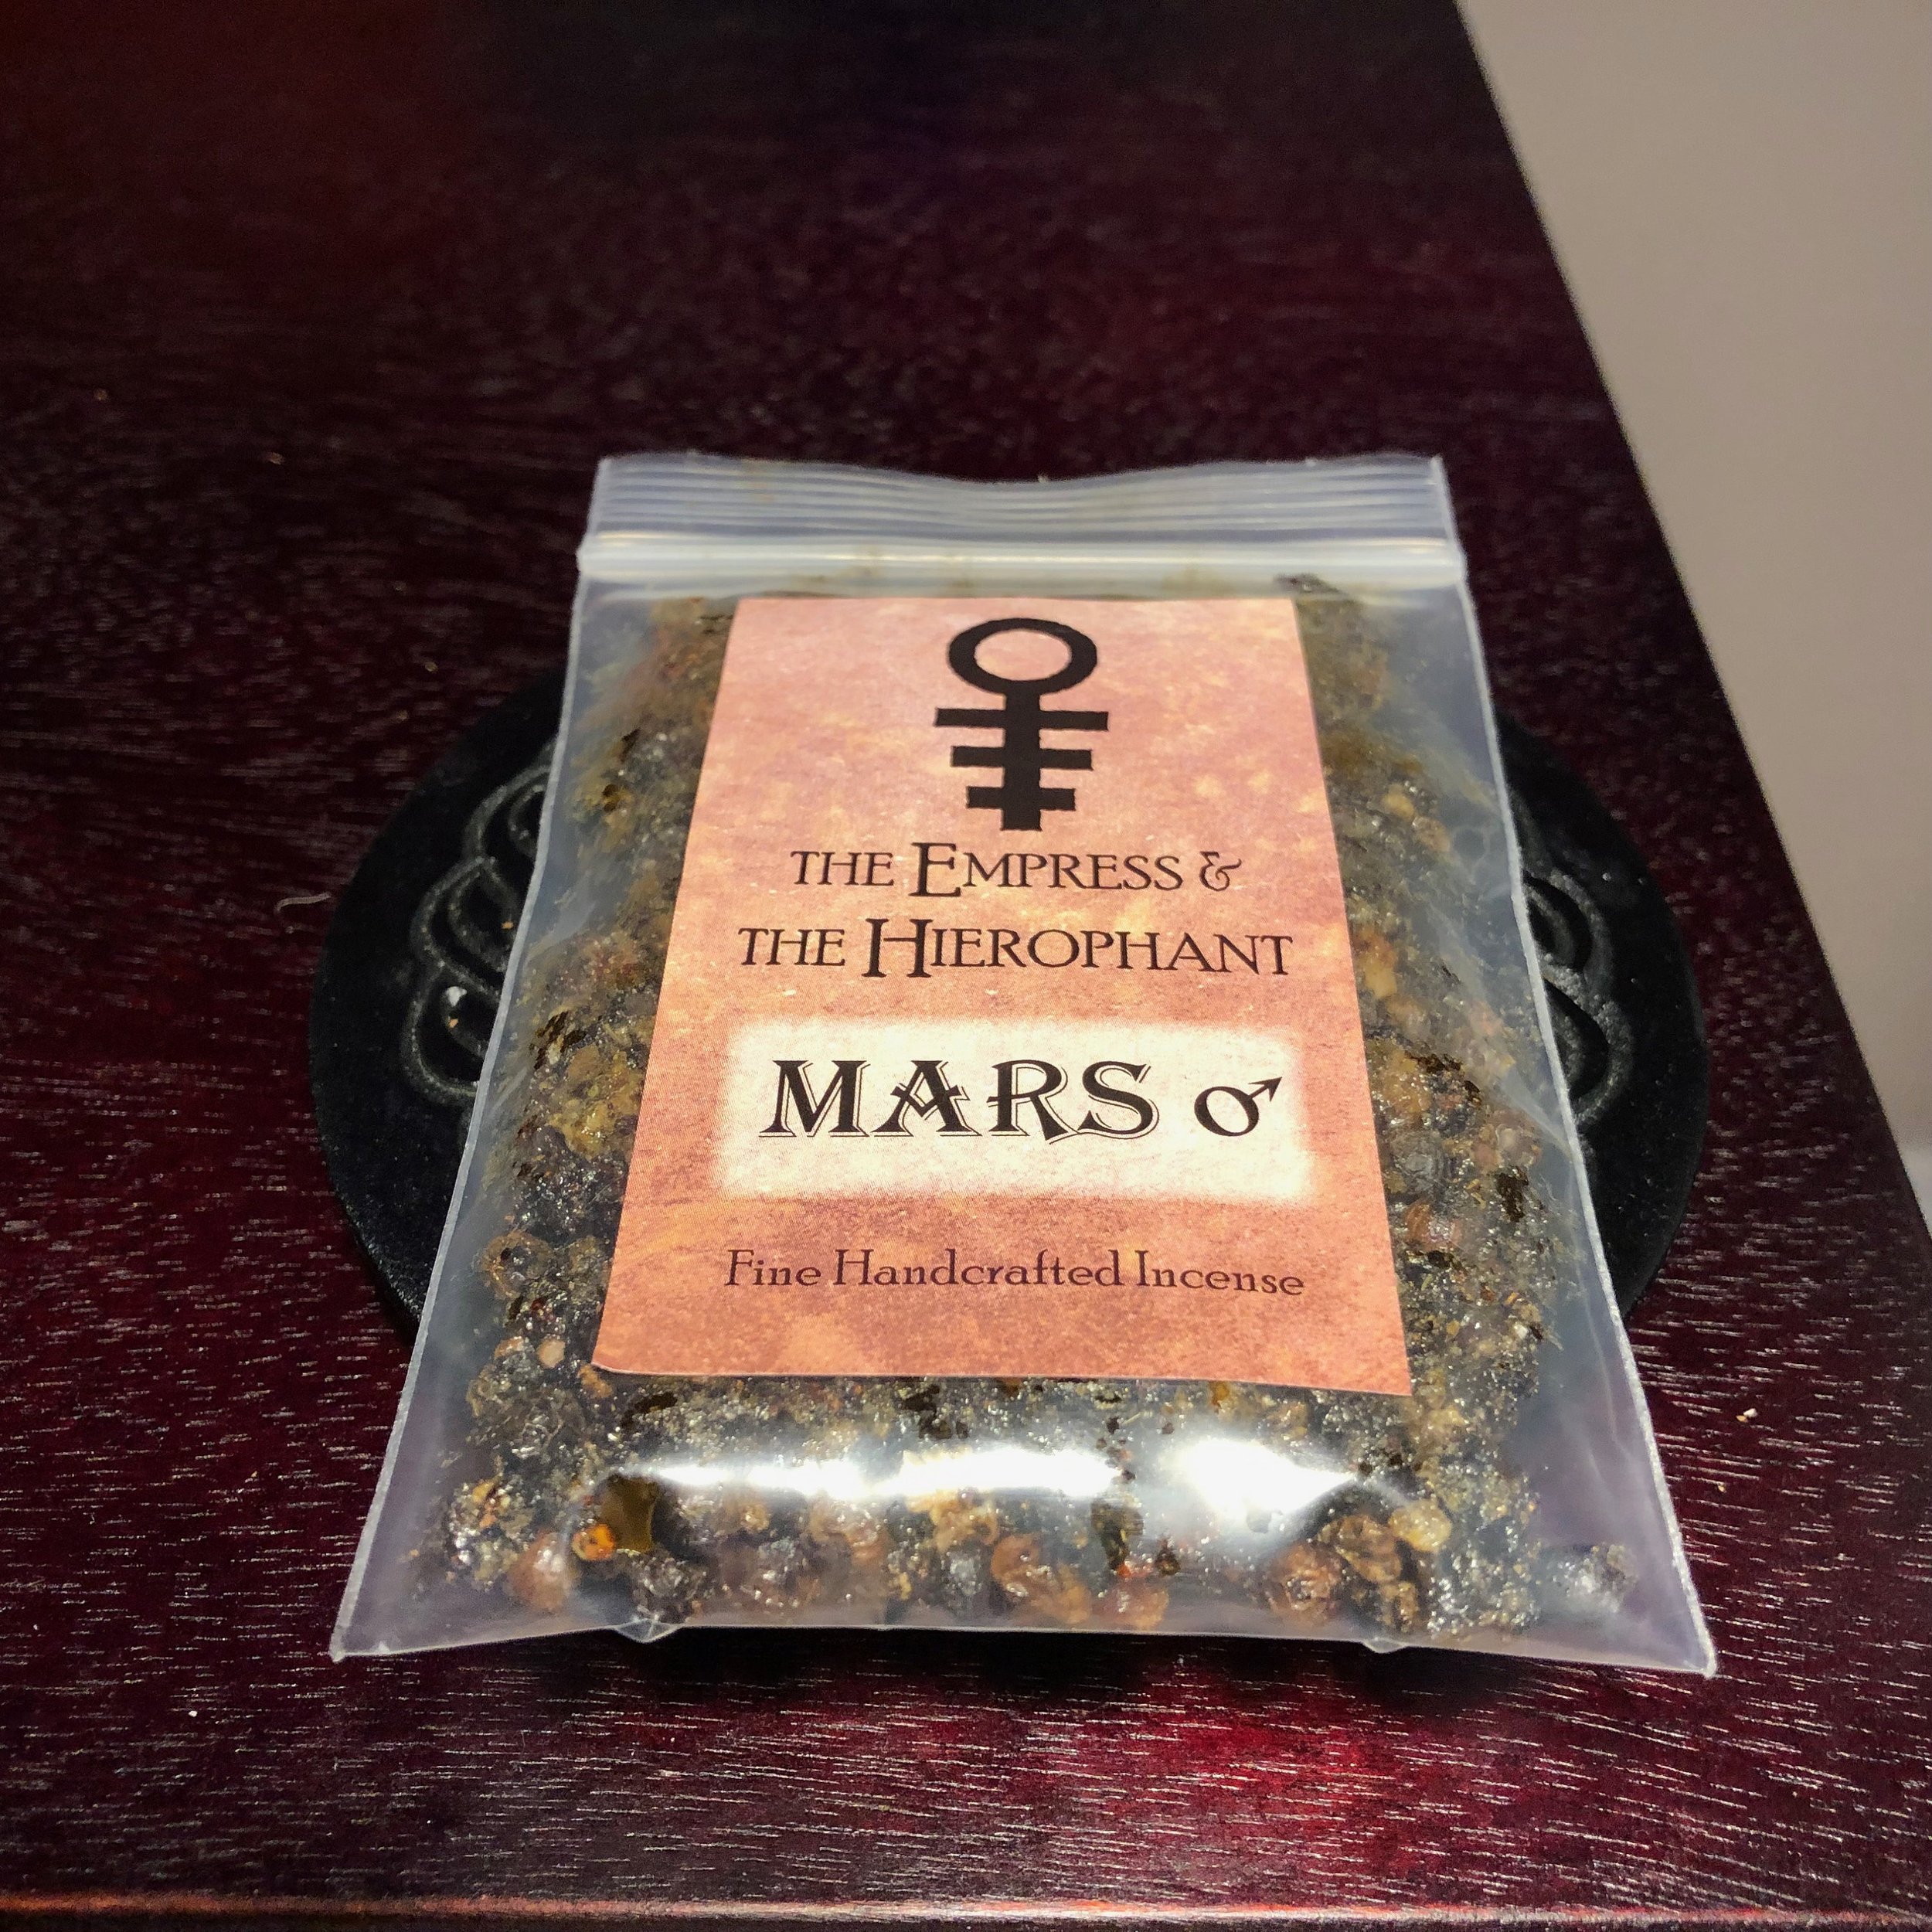 THE EMPRESS &
THE HIEROPHANT
MARS ♂
Fine Handcrafted Incense